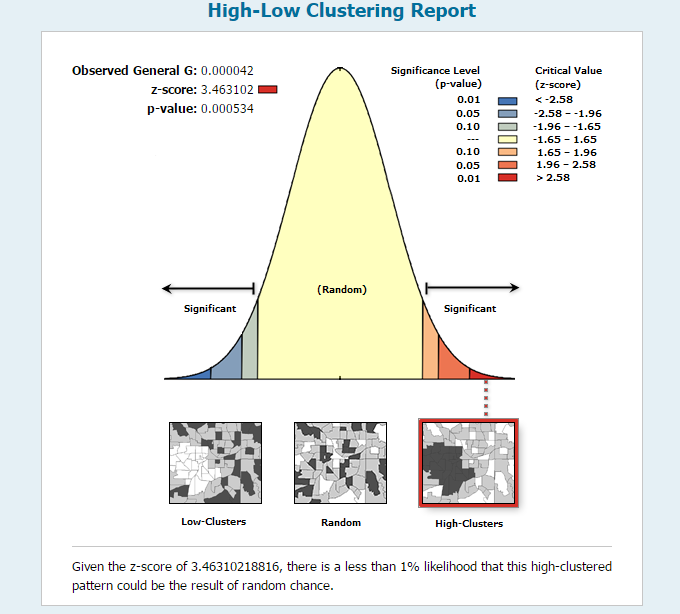 High-Low Clustering Report
Observed General G: 0.000042
z-score: 3.463102
p-value: 0.000534
Significance Level
(p-value)
Critical Value
(z-score)
0.01 < -2.58
0.05 -2.58 – -1.96
0.10 -1.96 – -1.65
--- -1.65 – 1.65
0.10 1.65 – 1.96
0.05 1.96 – 2.58
0.01 > 2.58
(Random)
Significant
Significant
Low-Clusters
Random
High-Clusters
Given the z-score of 3.46310218816, there is a less than 1% likelihood that this high-clustered
pattern could be the result of random chance.